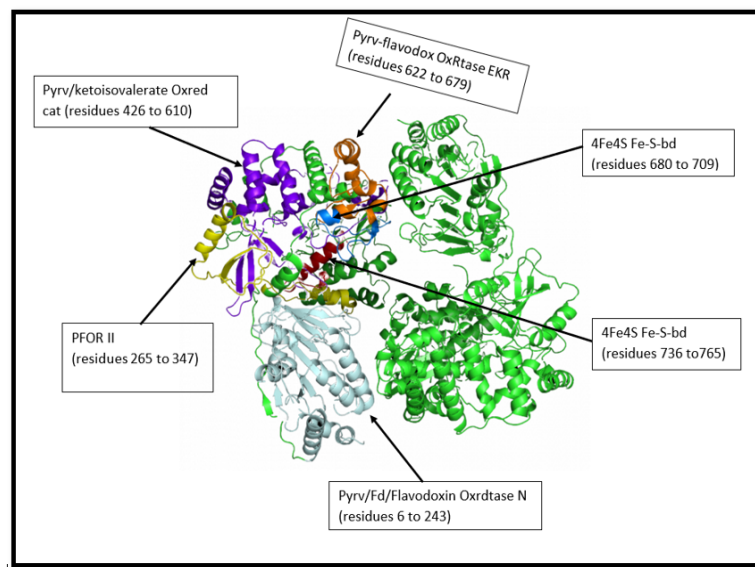 Pyrv-flavodox OxRtase EKR
(residues 622 to 679)
Pyrv/ketoisovalerate Oxred
cat (residues 426 to 610)
4Fe4S Fe-S-bd
(residues 680 to 709)
PFOR II
(residues 265 to 347)
4Fe4S Fe-S-bd
(residues 736 to765)
Pyrv/Fd/Flavodoxin Oxrdtase N
(residues 6 to 243)